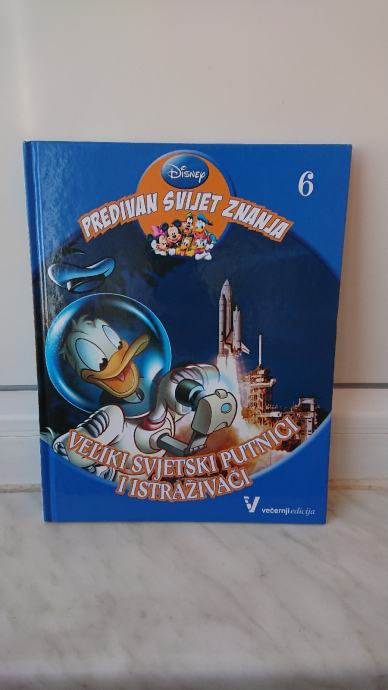 Disney
6
PREDIVAN SVIJET ZNANJA
VELIKI SVJETSKI PUTNICI
I ISTRAŽIVAČI
večernji edicija